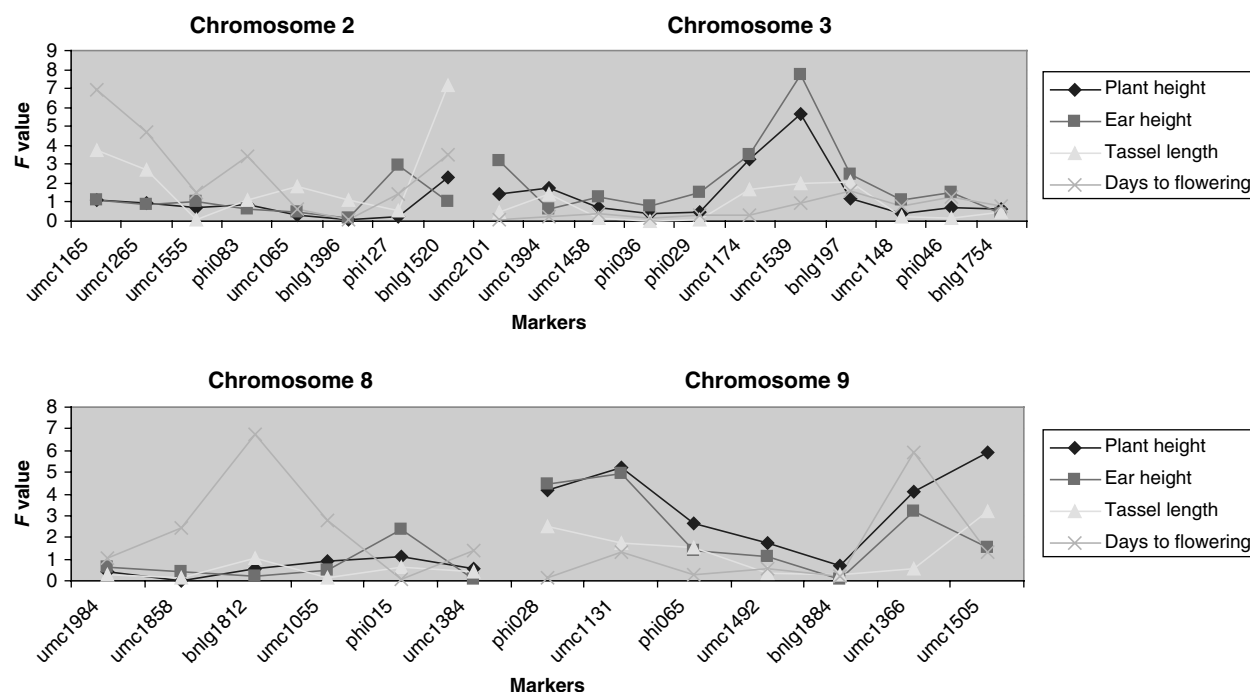 Chromosome 2
Chromosome 3
9
8
7
6
5
4
3
2
1
0
F value
umc1165
umc1265
umc1555
phi083
umc1065
bnlg1396
phi127
bnlg1520
umc2101
umc1394
umc1458
phi036
phi029
umc1174
umc1539
bnlg197
umc1148
phi046
bnlg1754
Markers
Plant height
Ear height
Tassel length
Days to flowering
Chromosome 8
Chromosome 9
8
7
6
5
4
3
2
1
0
F value
umc1984
umc1858
bnlg1812
umc1055
phi015
umc1384
phi028
umc1131
phi065
umc1492
bnlg1884
umc1366
umc1505
Markers
Plant height
Ear height
Tassel length
Days to flowering